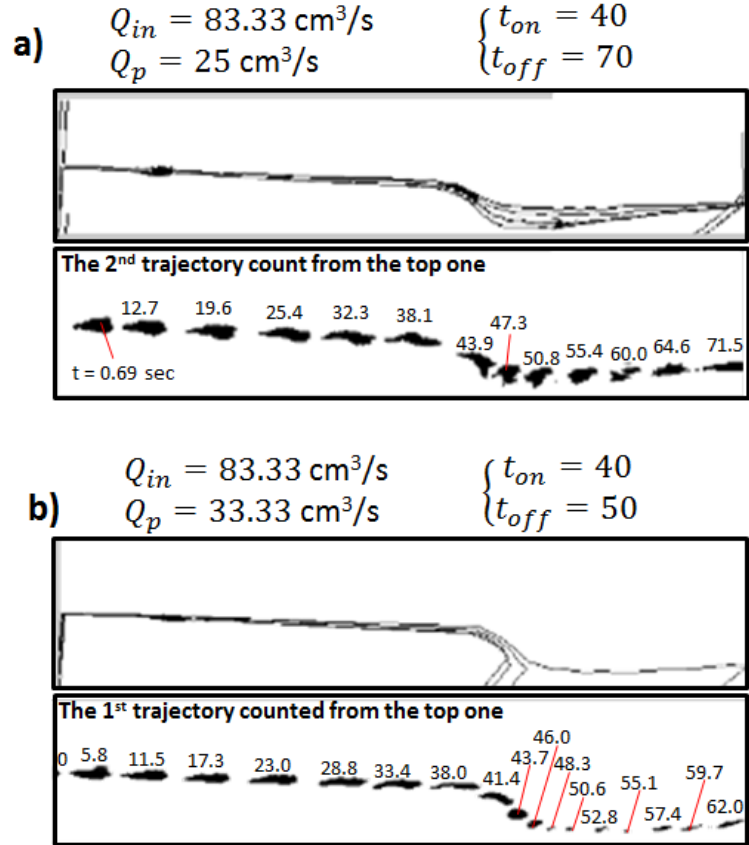 a)
Q_in = 83.33 cm³/s
Q_p = 25 cm³/s
{t_on = 40
t_off = 70
The 2nd trajectory count from the top one
12.7 19.6 25.4 32.3 38.1 43.9 47.3 50.8 55.4 60.0 64.6 71.5
t = 0.69 sec
b)
Q_in = 83.33 cm³/s
Q_p = 33.33 cm³/s
{t_on = 40
t_off = 50
The 1st trajectory counted from the top one
0 5.8 11.5 17.3 23.0 28.8 33.4 38.0 41.4 43.7 46.0 48.3 50.6 52.8 55.1 57.4 59.7 62.0